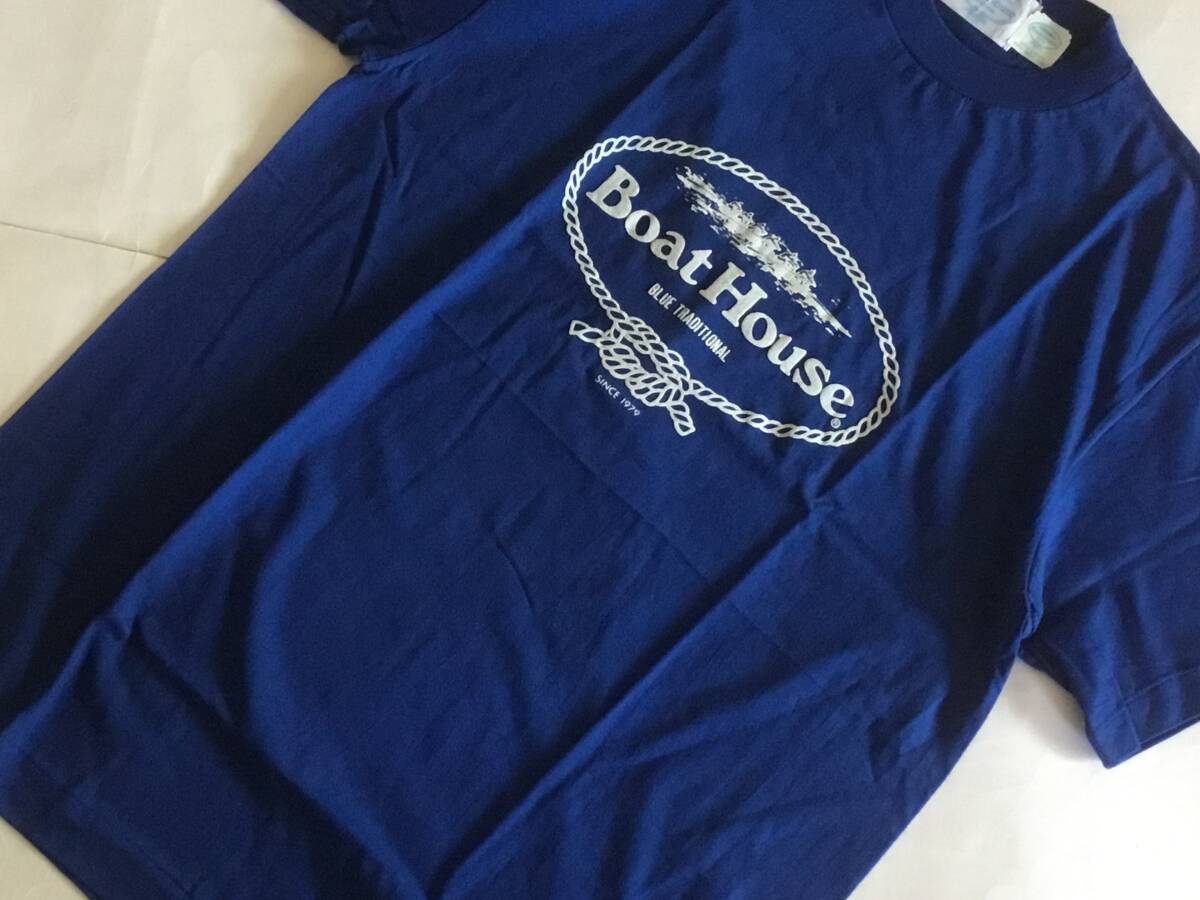 Boat House®
BLUE TRADITIONAL
SINCE 1979